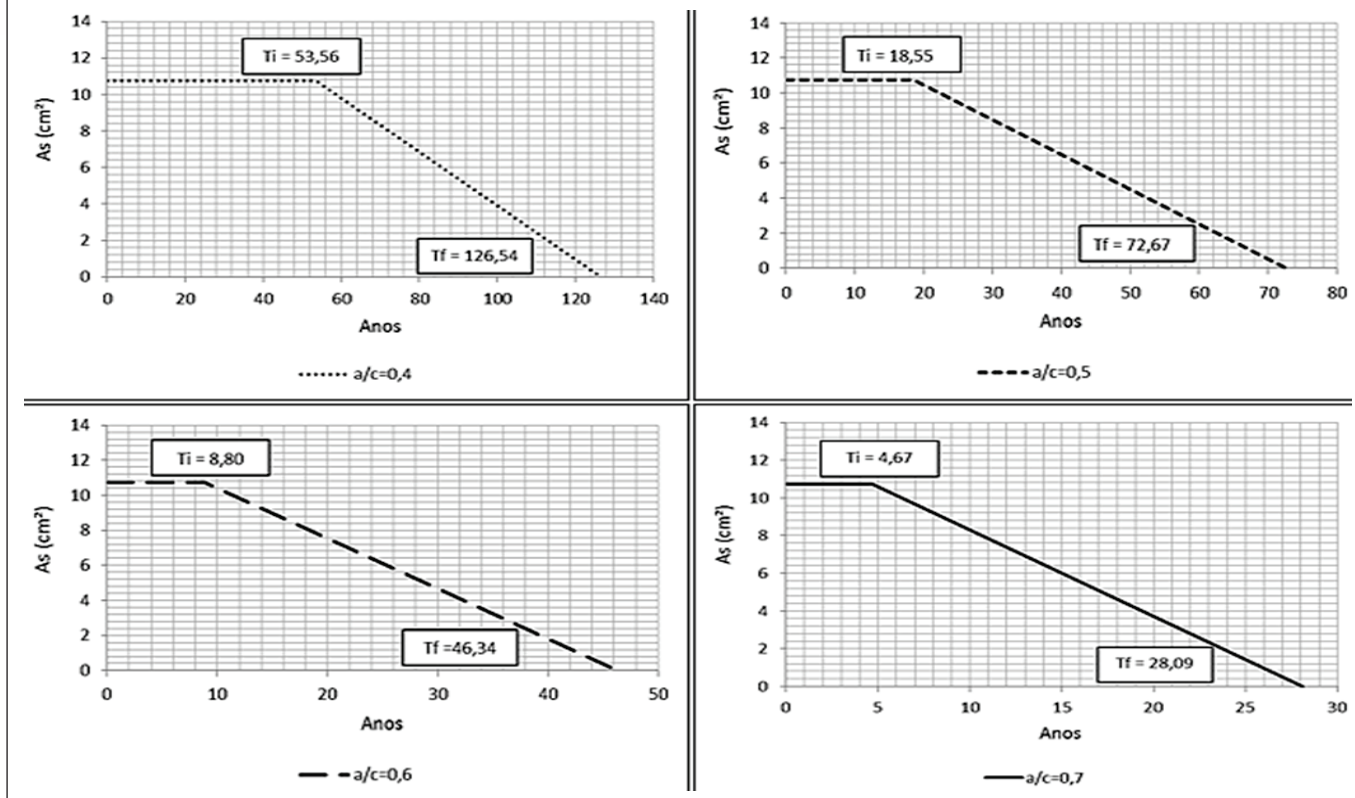 14
12
10
8
6
4
2
0
As (cm²)
Ti = 53,56
Tf = 126,54
0 20 40 60 80 100 120 140
Anos
a/c=0,4
14
12
10
8
6
4
2
0
As (cm²)
Ti = 18,55
Tf = 72,67
0 10 20 30 40 50 60 70 80
Anos
a/c=0,5
14
12
10
8
6
4
2
0
As (cm²)
Ti = 8,80
Tf =46,34
0 10 20 30 40 50
Anos
a/c=0,6
14
12
10
8
6
4
2
0
As (cm²)
Ti = 4,67
Tf = 28,09
0 5 10 15 20 25 30
Anos
a/c=0,7